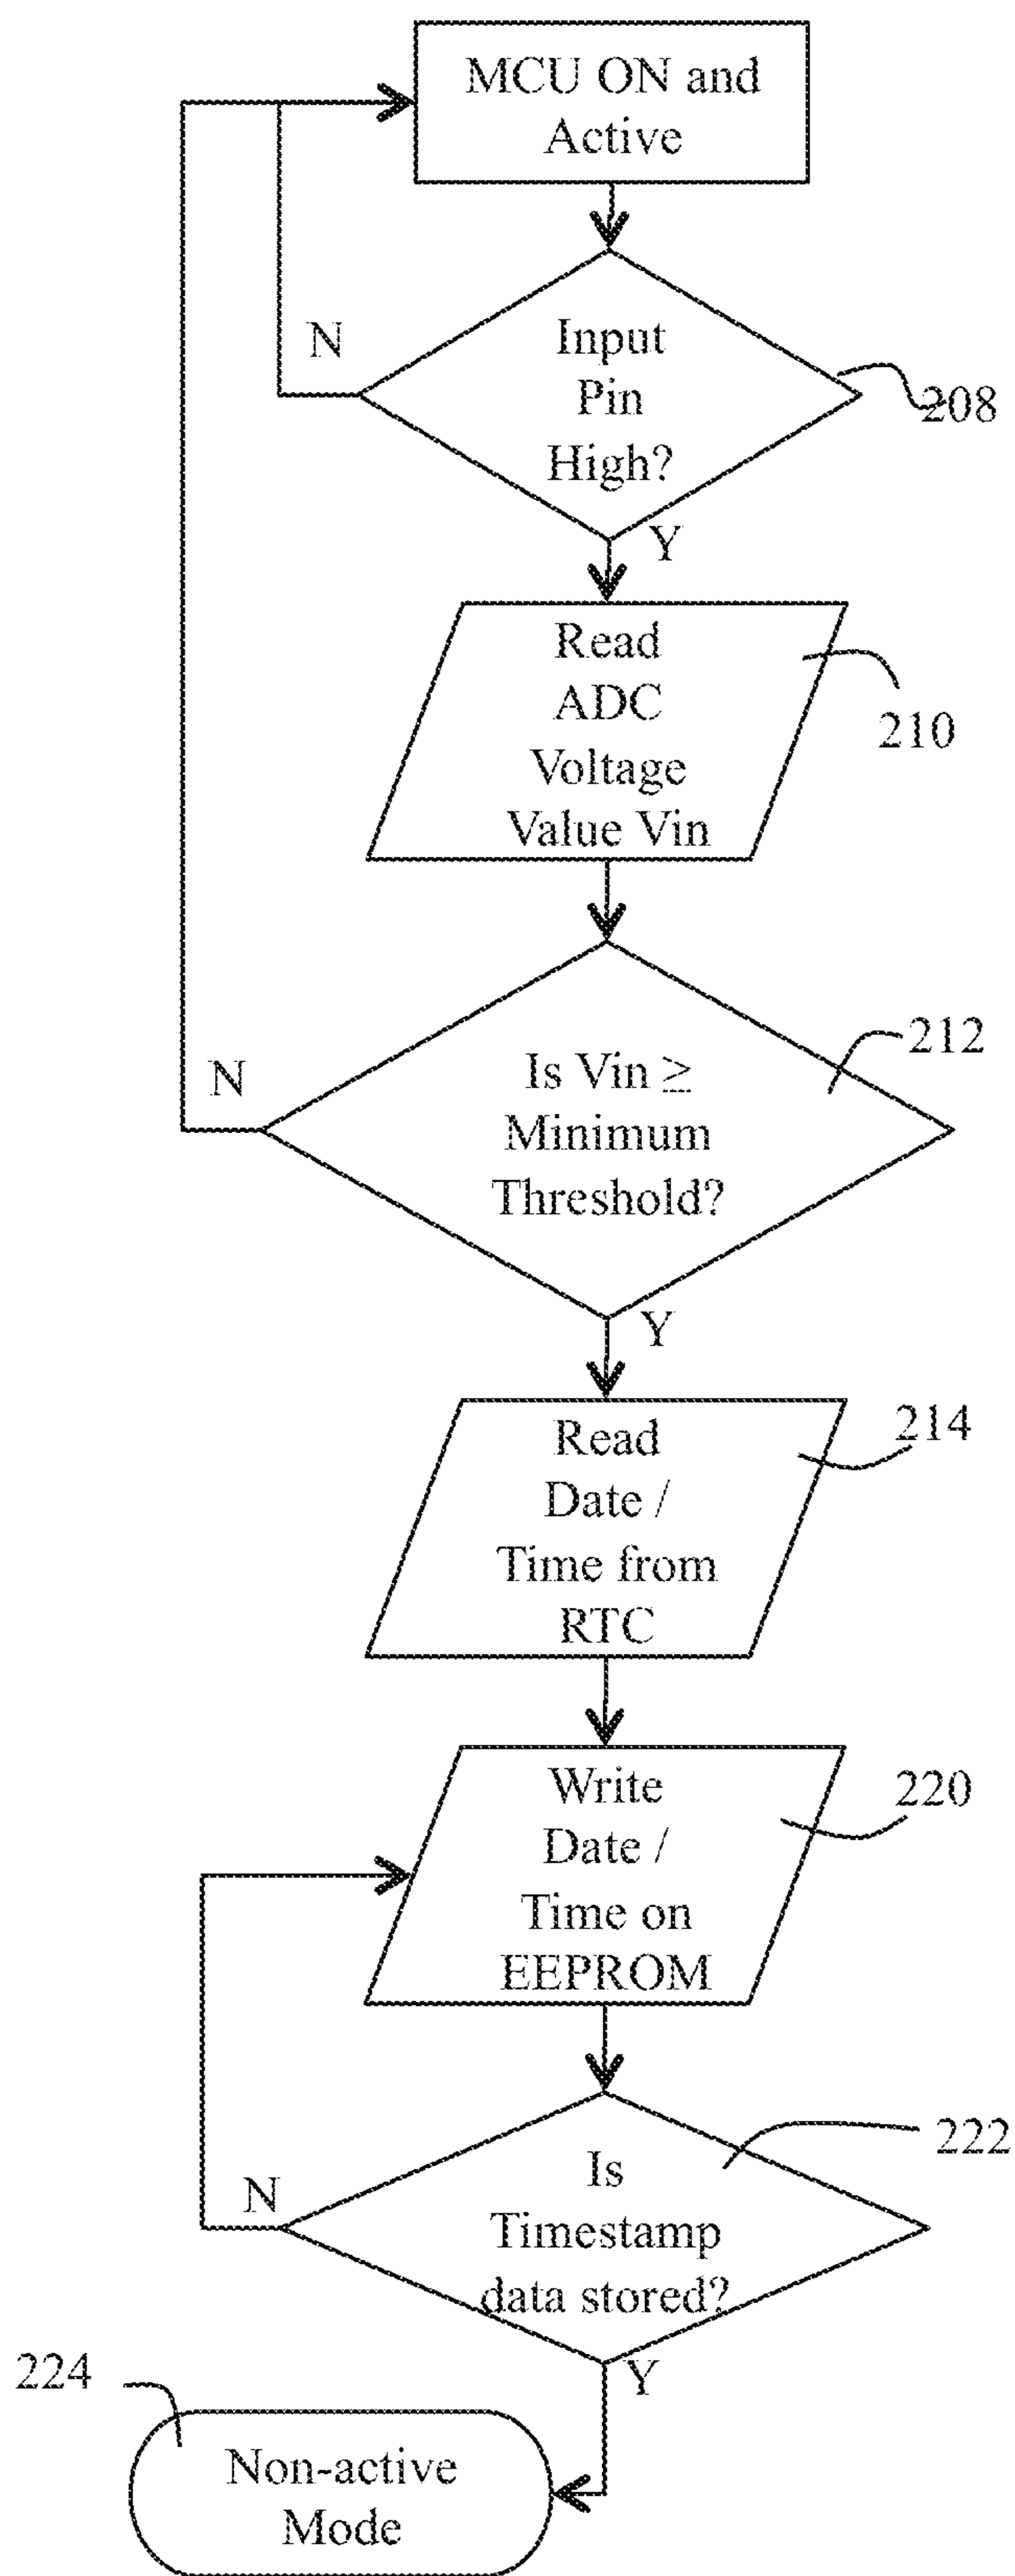 MCU ON and
Active
N
Input
Pin
High?
208
Y
Read
ADC
Voltage
Value Vin
210
N
Is Vin ≥
Minimum
Threshold?
212
Y
Read
Date /
Time from
RTC
214
Write
Date /
Time on
EEPROM
220
N
Is
Timestamp
data stored?
222
Y
224
Non-active
Mode